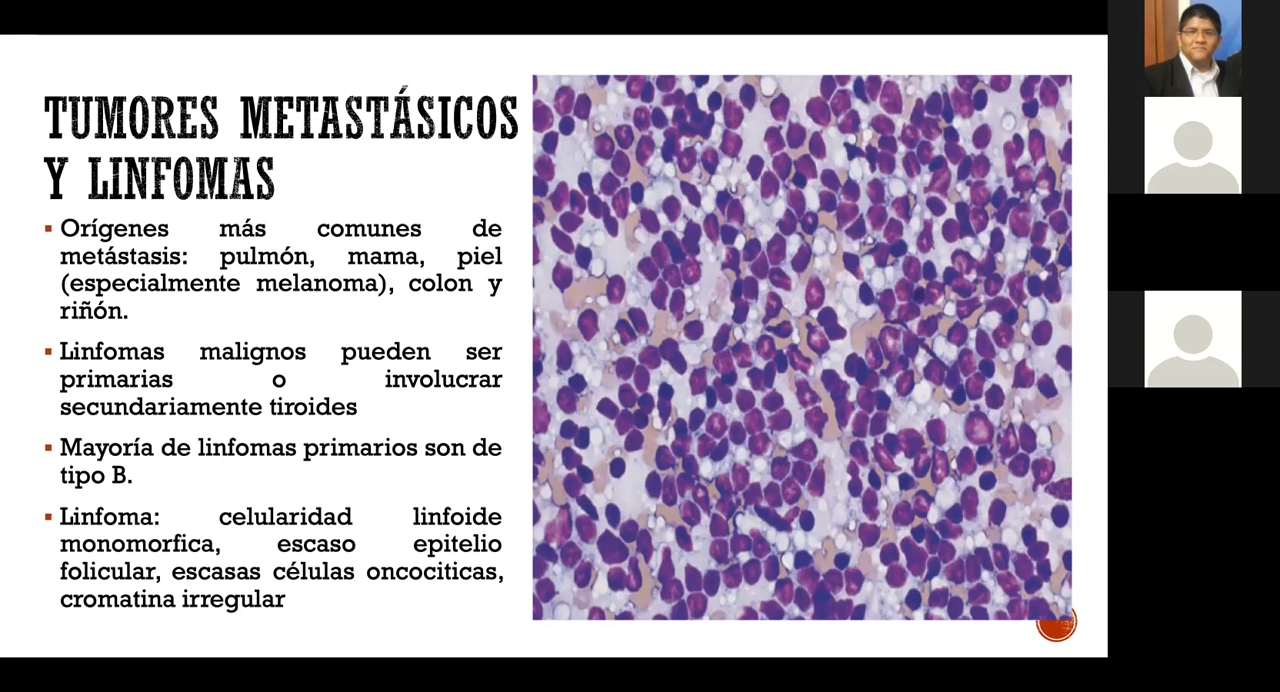 TUMORES METASTÁSICOS
Y LINFOMAS
▪ Orígenes más comunes de
metástasis: pulmón, mama, piel
(especialmente melanoma), colon y
riñón.
▪ Linfomas malignos pueden ser
primarias o involucrar
secundariamente tiroides
▪ Mayoría de linfomas primarios son de
tipo B.
▪ Linfoma: celularidad linfoide
monomorfica, escaso epitelio
folicular, escasas células oncociticas,
cromatina irregular